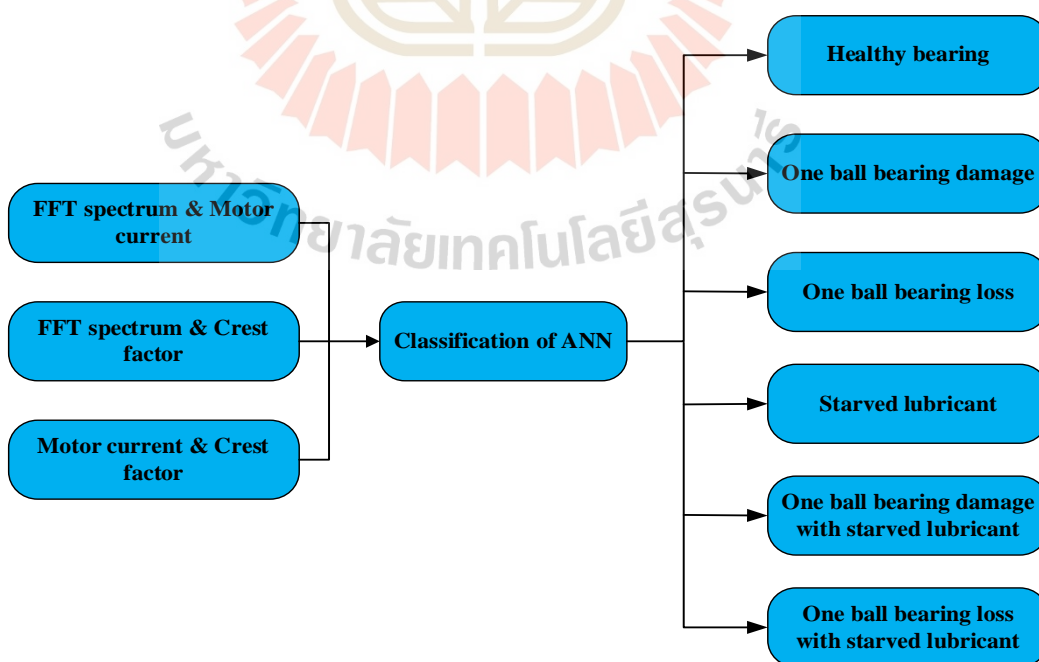 FFT spectrum & Motor
current
FFT spectrum & Crest
factor
Motor current & Crest
factor
Classification of ANN
Healthy bearing
One ball bearing damage
One ball bearing loss
Starved lubricant
One ball bearing damage
with starved lubricant
One ball bearing loss
with starved lubricant
มหาวิทยาลัยเทคโนโลยีสุรนารี